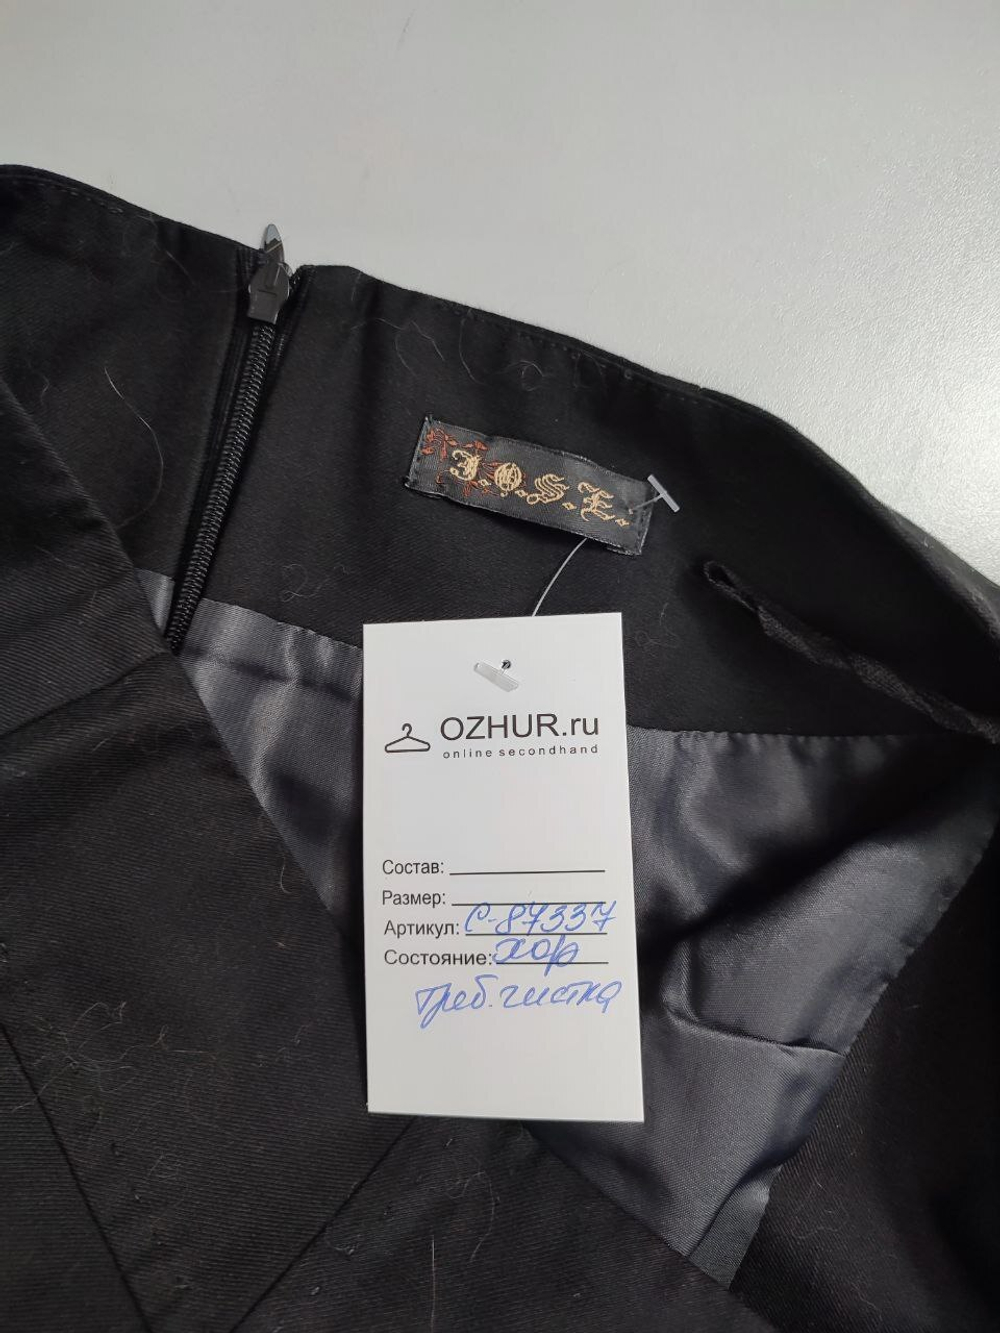 J.O.S.E.
OZHUR.ru
online secondhand
Состав:
Размер:
Артикул: С-87337
Состояние: хор
треб. чистка